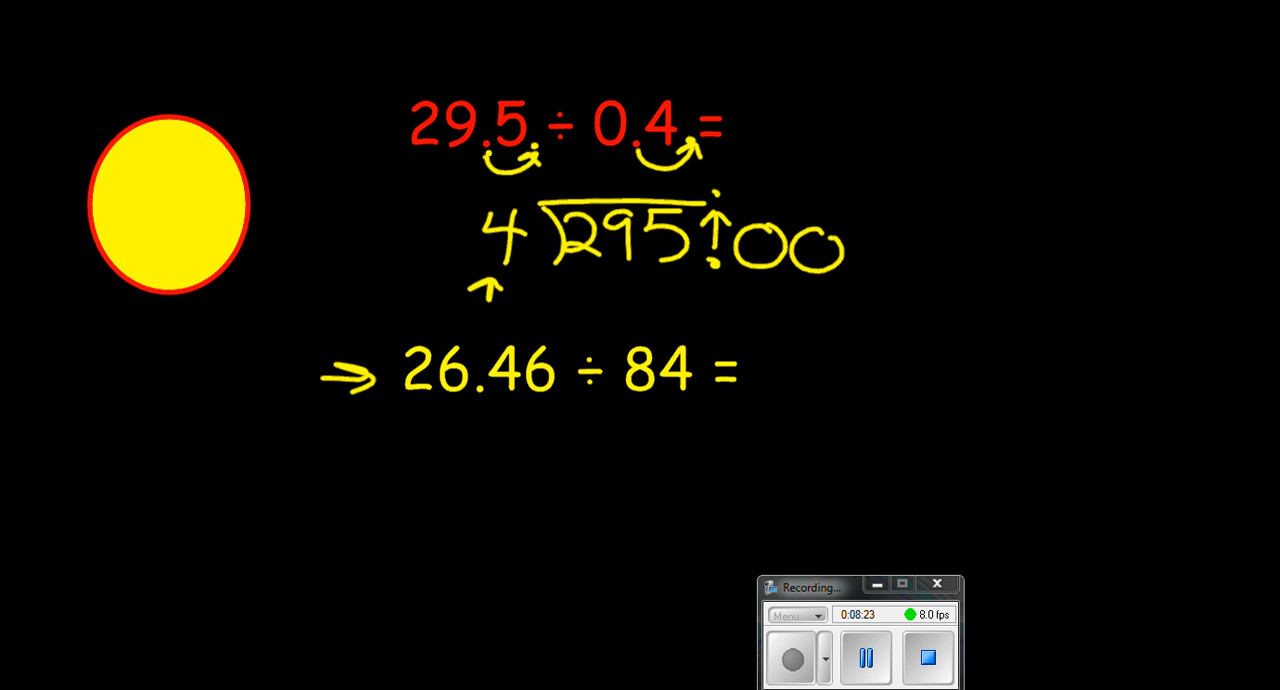 29.5 ÷ 0.4 =
4 295.00
⇒ 26.46 ÷ 84 =
Recording...
Menu 0:08:23 8.0 fps